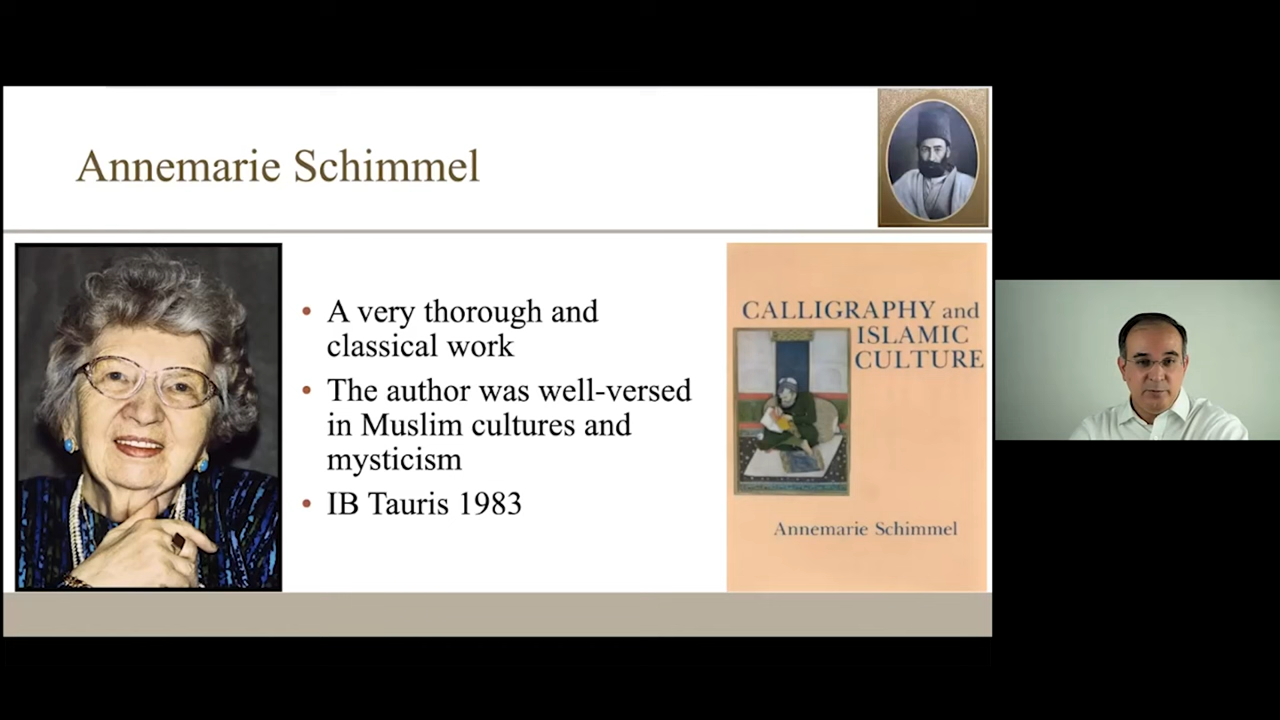 Annemarie Schimmel
• A very thorough and
classical work
• The author was well-versed
in Muslim cultures and
mysticism
• IB Tauris 1983
CALLIGRAPHY and
ISLAMIC
CULTURE
Annemarie Schimmel